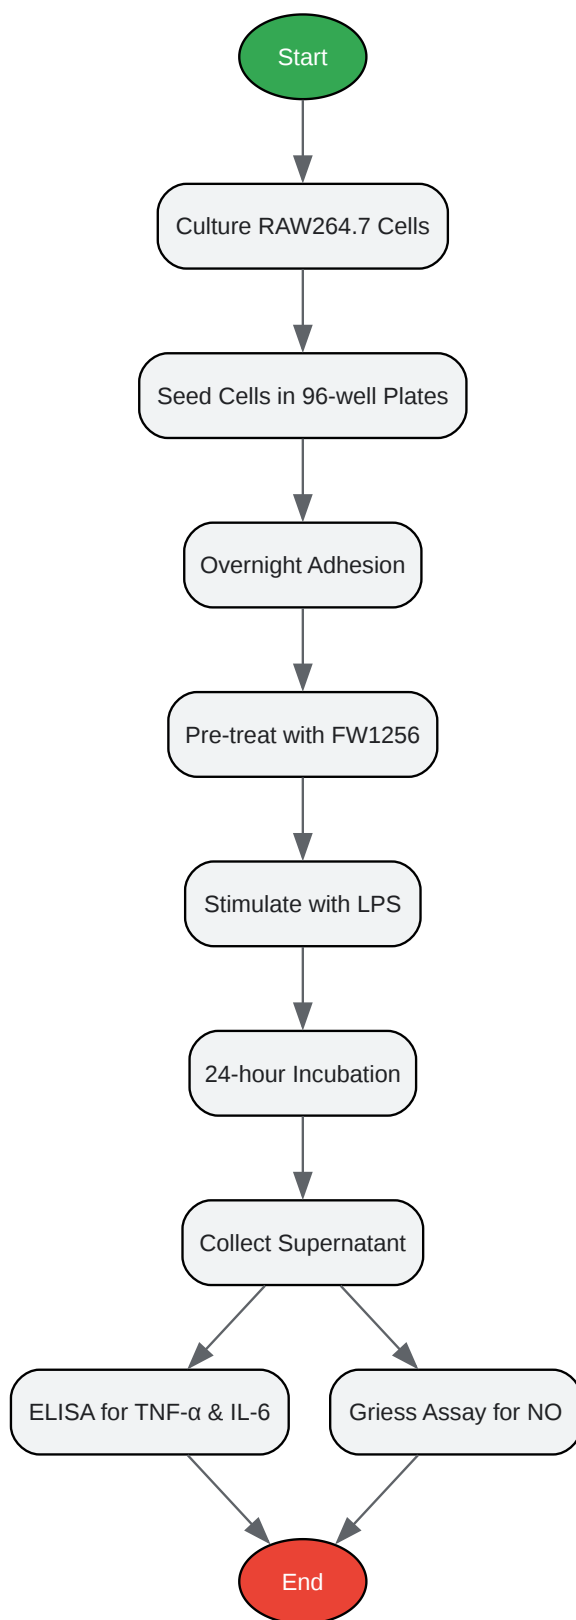 Start
Culture RAW264.7 Cells
Seed Cells in 96-well Plates
Overnight Adhesion
Pre-treat with FW1256
Stimulate with LPS
24-hour Incubation
Collect Supernatant
ELISA for TNF-α & IL-6
Griess Assay for NO
End